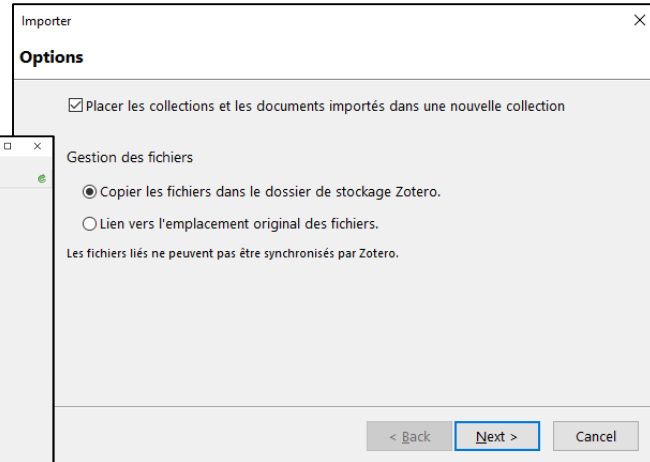 Importer
Options
Placer les collections et les documents importés dans une nouvelle collection
Gestion des fichiers
Copier les fichiers dans le dossier de stockage Zotero.
Lien vers l'emplacement original des fichiers.
Les fichiers liés ne peuvent pas être synchronisés par Zotero.
< Back Next > Cancel